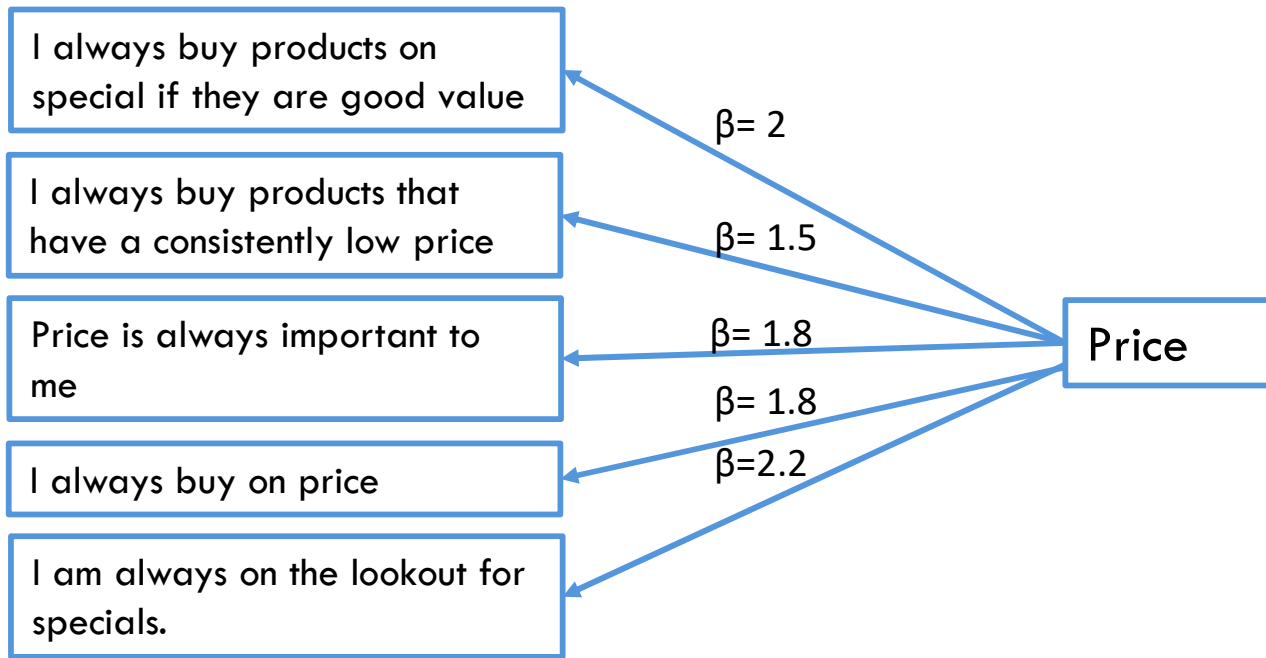 I always buy products on
special if they are good value
β= 2
I always buy products that
have a consistently low price
β= 1.5
Price is always important to
me
β= 1.8
Price
I always buy on price
β= 1.8
I am always on the lookout for
specials.
β=2.2